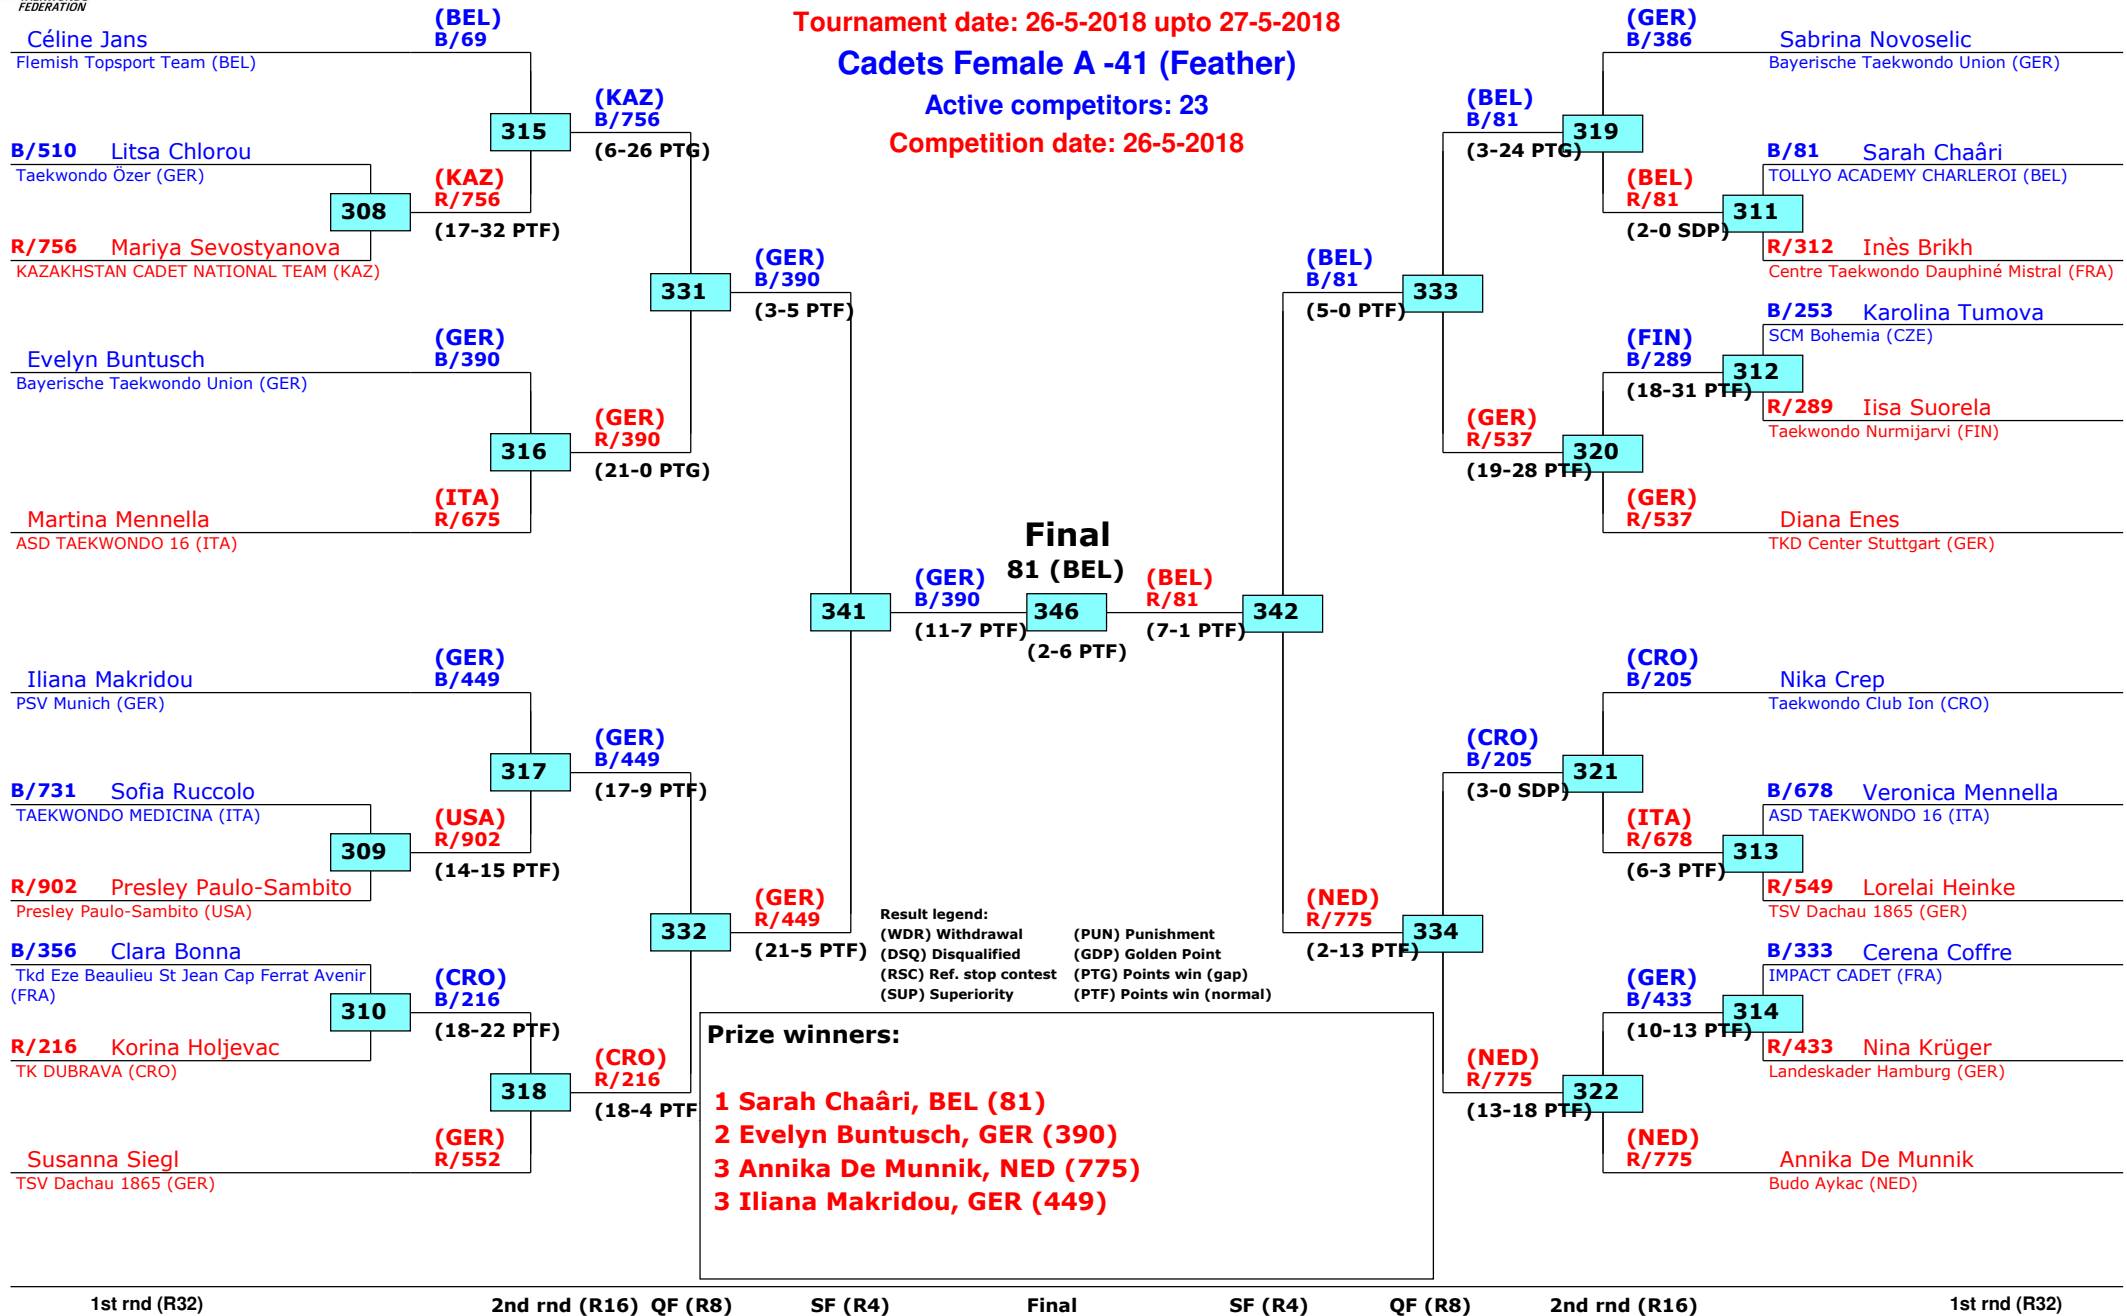 FEDERATION
Tournament date: 26-5-2018 upto 27-5-2018
Cadets Female A -41 (Feather)
Active competitors: 23
Competition date: 26-5-2018
(BEL)
B/69
Céline Jans
Flemish Topsport Team (BEL)
315
(KAZ)
B/756
(6-26 PTG)
B/510 Litsa Chlorou
Taekwondo Özer (GER)
308
(KAZ)
R/756
(17-32 PTF)
R/756 Mariya Sevostyanova
KAZAKHSTAN CADET NATIONAL TEAM (KAZ)
331
(GER)
B/390
(3-5 PTF)
(GER)
B/390
Evelyn Buntusch
Bayerische Taekwondo Union (GER)
316
(GER)
R/390
(21-0 PTG)
(ITA)
R/675
Martina Mennella
ASD TAEKWONDO 16 (ITA)
341
(GER)
B/390
(11-7 PTF)
(GER)
B/449
Iliana Makridou
PSV Munich (GER)
317
(GER)
B/449
(17-9 PTF)
B/731 Sofia Ruccolo
TAEKWONDO MEDICINA (ITA)
309
(USA)
R/902
(14-15 PTF)
R/902 Presley Paulo-Sambito
Presley Paulo-Sambito (USA)
332
(GER)
R/449
(21-5 PTF)
B/356 Clara Bonna
Tkd Eze Beaulieu St Jean Cap Ferrat Avenir
(FRA)
310
(CRO)
B/216
(18-22 PTF)
R/216 Korina Holjevac
TK DUBRAVA (CRO)
318
(CRO)
R/216
(18-4 PTF
(GER)
R/552
Susanna Siegl
TSV Dachau 1865 (GER)
Final
81 (BEL)
346
(2-6 PTF)
(BEL)
R/81
(7-1 PTF)
342
(GER)
B/386
Sabrina Novoselic
Bayerische Taekwondo Union (GER)
(BEL)
B/81
(3-24 PTG)
319
B/81 Sarah Chaâri
TOLLYO ACADEMY CHARLEROI (BEL)
(BEL)
R/81
(2-0 SDP)
311
R/312 Inès Brikh
Centre Taekwondo Dauphiné Mistral (FRA)
(BEL)
B/81
(5-0 PTF)
333
B/253 Karolina Tumova
SCM Bohemia (CZE)
(FIN)
B/289
(18-31 PTF)
312
R/289 Iisa Suorela
Taekwondo Nurmijarvi (FIN)
(GER)
R/537
(19-28 PTF)
320
(GER)
R/537
Diana Enes
TKD Center Stuttgart (GER)
(CRO)
B/205
Nika Crep
Taekwondo Club Ion (CRO)
(CRO)
B/205
(3-0 SDP)
321
B/678 Veronica Mennella
ASD TAEKWONDO 16 (ITA)
(ITA)
R/678
(6-3 PTF)
313
R/549 Lorelai Heinke
TSV Dachau 1865 (GER)
(NED)
R/775
(2-13 PTF)
334
B/333 Cerena Coffre
IMPACT CADET (FRA)
(GER)
B/433
(10-13 PTF)
314
R/433 Nina Krüger
Landeskader Hamburg (GER)
(NED)
R/775
(13-18 PTF)
322
(NED)
R/775
Annika De Munnik
Budo Aykac (NED)
Result legend:
(WDR) Withdrawal (PUN) Punishment
(DSQ) Disqualified (GDP) Golden Point
(RSC) Ref. stop contest (PTG) Points win (gap)
(SUP) Superiority (PTF) Points win (normal)
Prize winners:
1 Sarah Chaâri, BEL (81)
2 Evelyn Buntusch, GER (390)
3 Annika De Munnik, NED (775)
3 Iliana Makridou, GER (449)
1st rnd (R32) 2nd rnd (R16) QF (R8) SF (R4) Final SF (R4) QF (R8) 2nd rnd (R16) 1st rnd (R32)